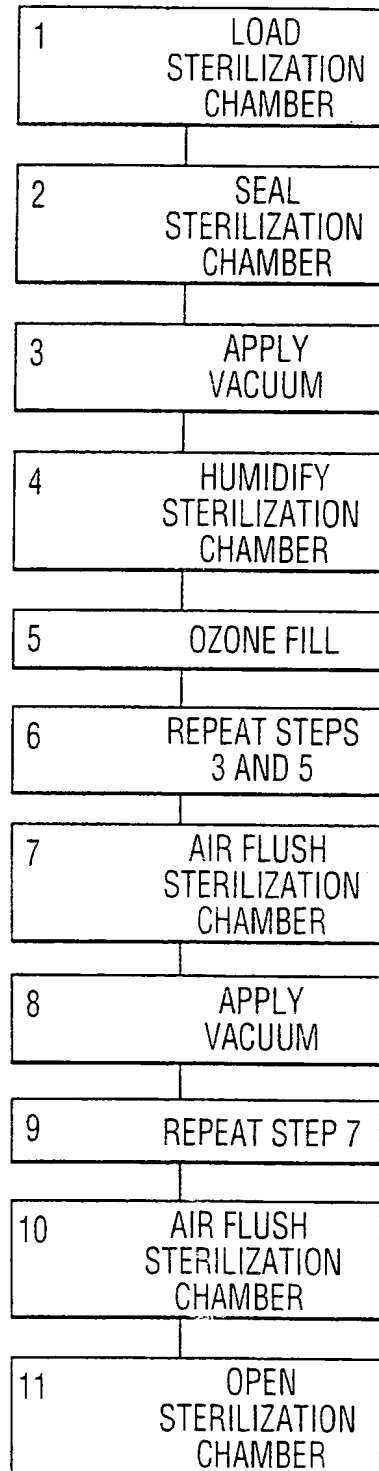 1 LOAD
STERILIZATION
CHAMBER
2 SEAL
STERILIZATION
CHAMBER
3 APPLY
VACUUM
4 HUMIDIFY
STERILIZATION
CHAMBER
5 OZONE FILL
6 REPEAT STEPS
3 AND 5
7 AIR FLUSH
STERILIZATION
CHAMBER
8 APPLY
VACUUM
9 REPEAT STEP 7
10 AIR FLUSH
STERILIZATION
CHAMBER
11 OPEN
STERILIZATION
CHAMBER